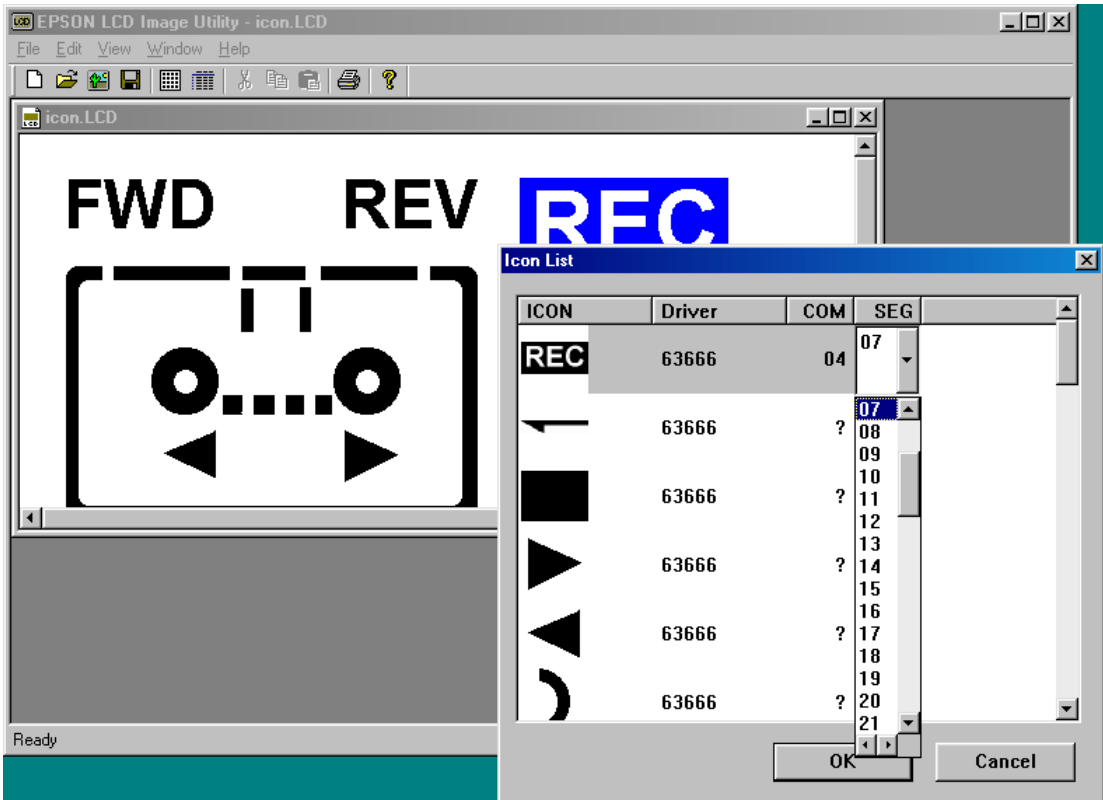 EPSON LCD Image Utility - icon.LCD
File Edit View Window Help
icon.LCD
FWD REV REC
Icon List
ICON Driver COM SEG
REC 63666 04 07
63666 ?
63666 ?
63666 ?
63666 ?
63666 ?
07
08
09
10
11
12
13
14
15
16
17
18
19
20
21
OK Cancel
Ready